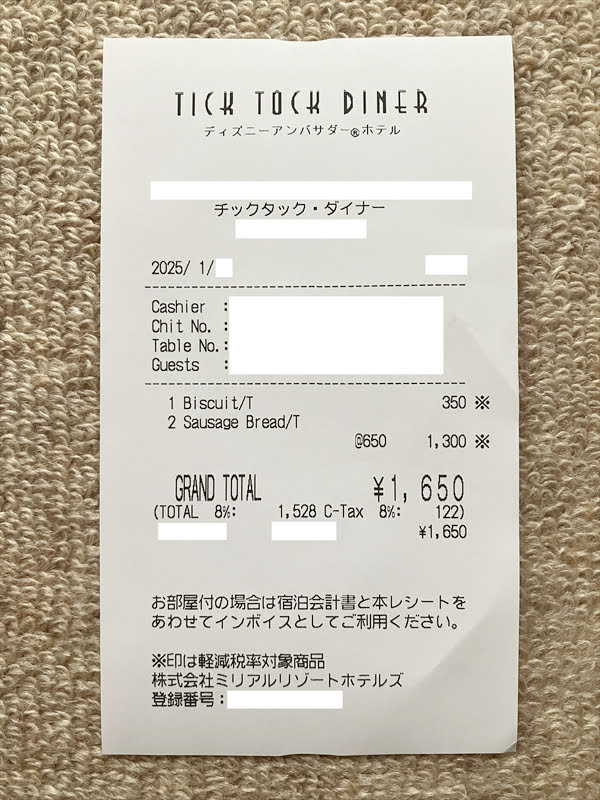 TICK TOCK DINER
ディズニーアンバサダー®ホテル
チックタック・ダイナー
2025/ 1/
Cashier :
Chit No. :
Table No.:
Guests :
1 Biscuit/T 350 ※
2 Sausage Bread/T
@650 1,300 ※
GRAND TOTAL ¥1,650
(TOTAL 8%: 1,528 C-Tax 8%: 122)
¥1,650
お部屋付の場合は宿泊会計書と本レシートを
あわせてインボイスとしてご利用ください。
※印は軽減税率対象商品
株式会社ミリアルリゾートホテルズ
登録番号: